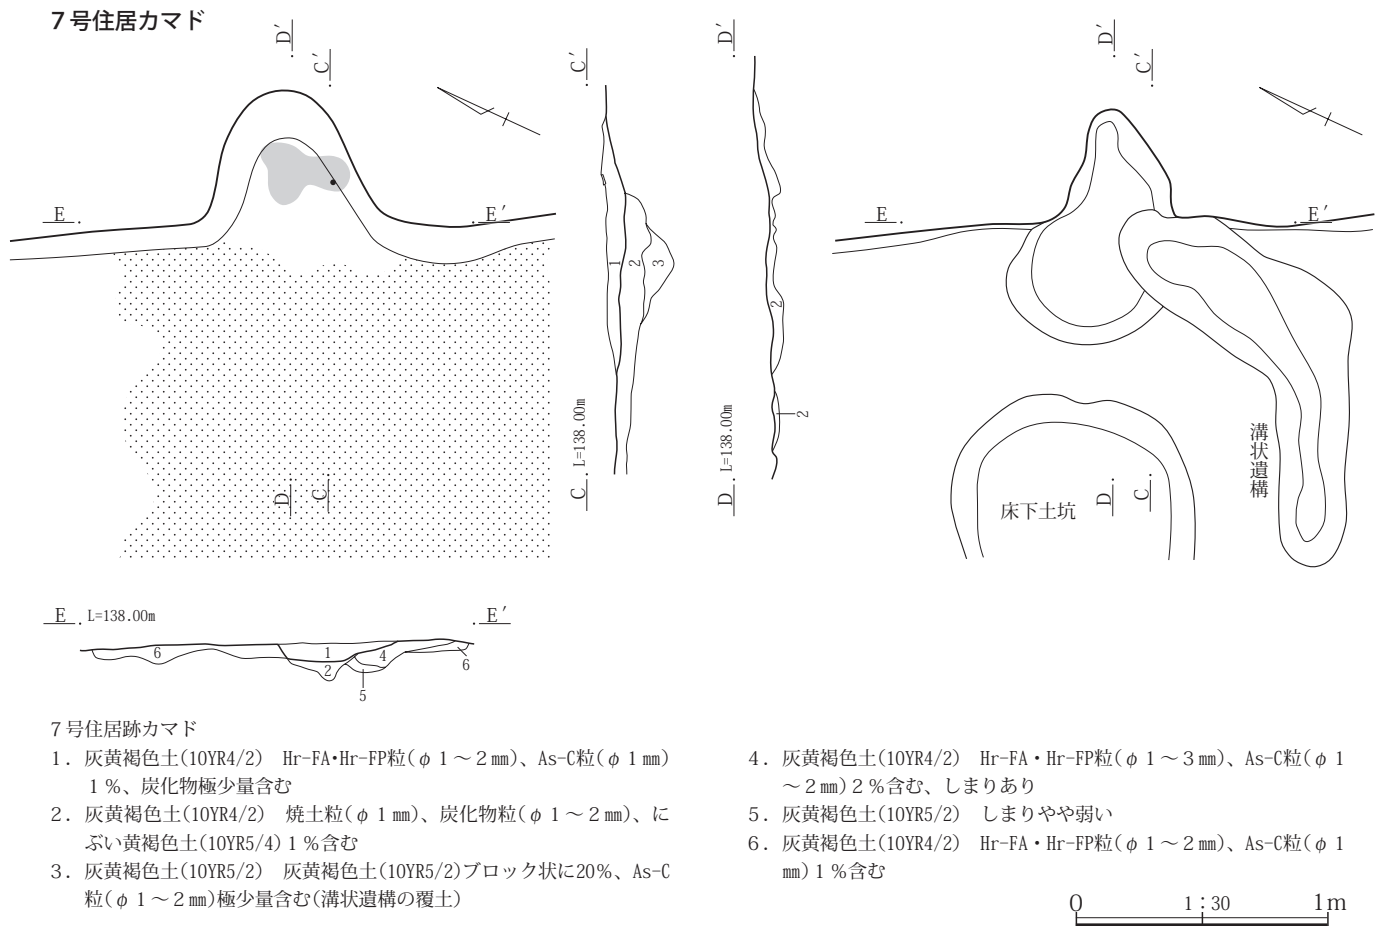 ７号住居カマド
D′
C′
E
E′
D
C
C′
1
2
3
L=138.00m
C
D′
2
2
L=138.00m
D
D′
C′
E
E′
溝状遺構
床下土坑
D
C
E L=138.00m E′
6
1
2
4
5
6
７号住居跡カマド
１．灰黄褐色土(10YR4/2)　Hr-FA・Hr-FP粒(φ１～２㎜)、As-C粒(φ１㎜)
１％、炭化物極少量含む
２．灰黄褐色土(10YR4/2)　焼土粒(φ１㎜)、炭化物粒(φ１～２㎜)、に
ぶい黄褐色土(10YR5/4)１％含む
３．灰黄褐色土(10YR5/2)　灰黄褐色土(10YR5/2)ブロック状に20％、As-C
粒(φ１～２㎜)極少量含む(溝状遺構の覆土)
４．灰黄褐色土(10YR4/2)　Hr-FA・Hr-FP粒(φ１～３㎜)、As-C粒(φ１
～２㎜)２％含む、しまりあり
５．灰黄褐色土(10YR5/2)　しまりやや弱い
６．灰黄褐色土(10YR4/2)　Hr-FA・Hr-FP粒(φ１～２㎜)、As-C粒(φ１
㎜)１％含む
0 1：30 1m